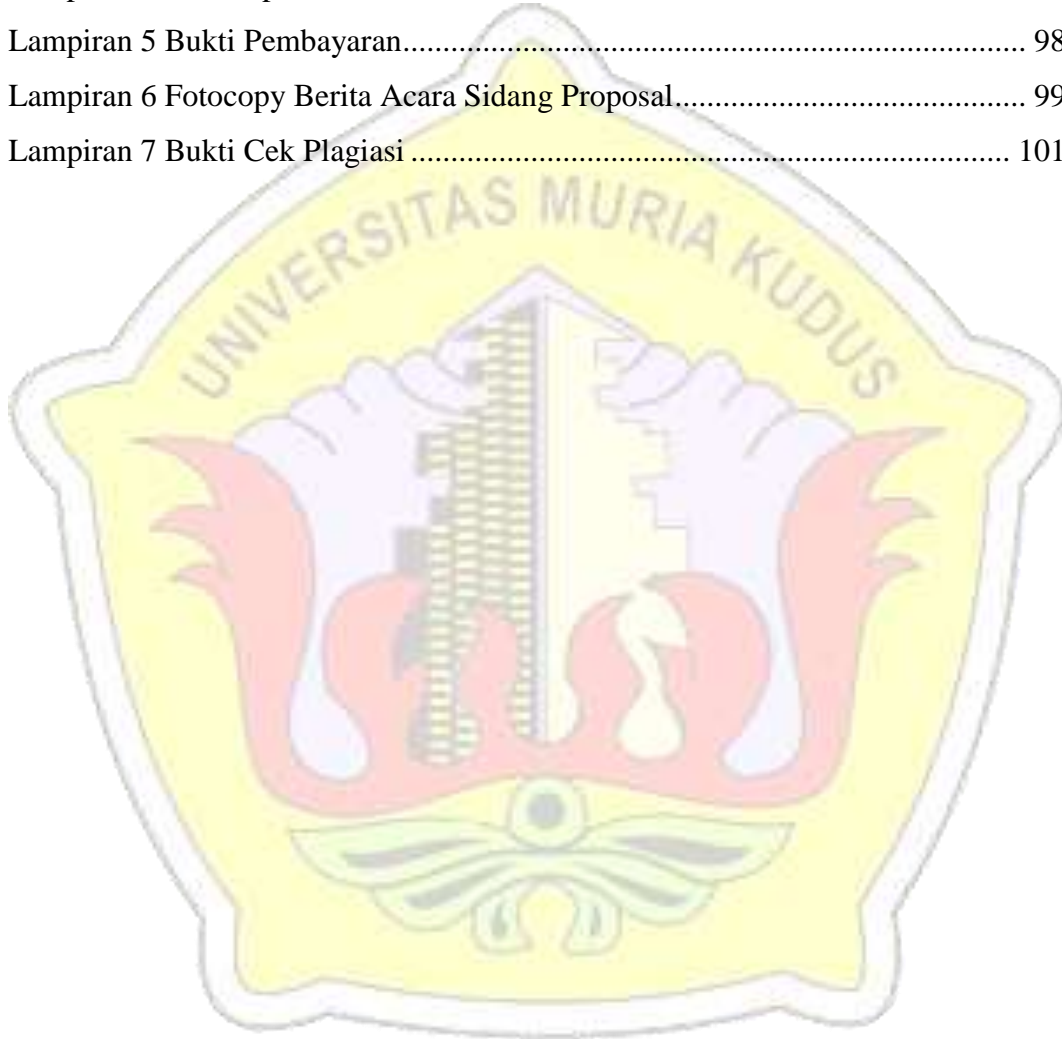 Lampiran 5 Bukti Pembayaran............................................................................... 98
Lampiran 6 Fotocopy Berita Acara Sidang Proposal............................................. 99
Lampiran 7 Bukti Cek Plagiasi ............................................................................ 101
UNIVERSITAS MURIA KUDUS